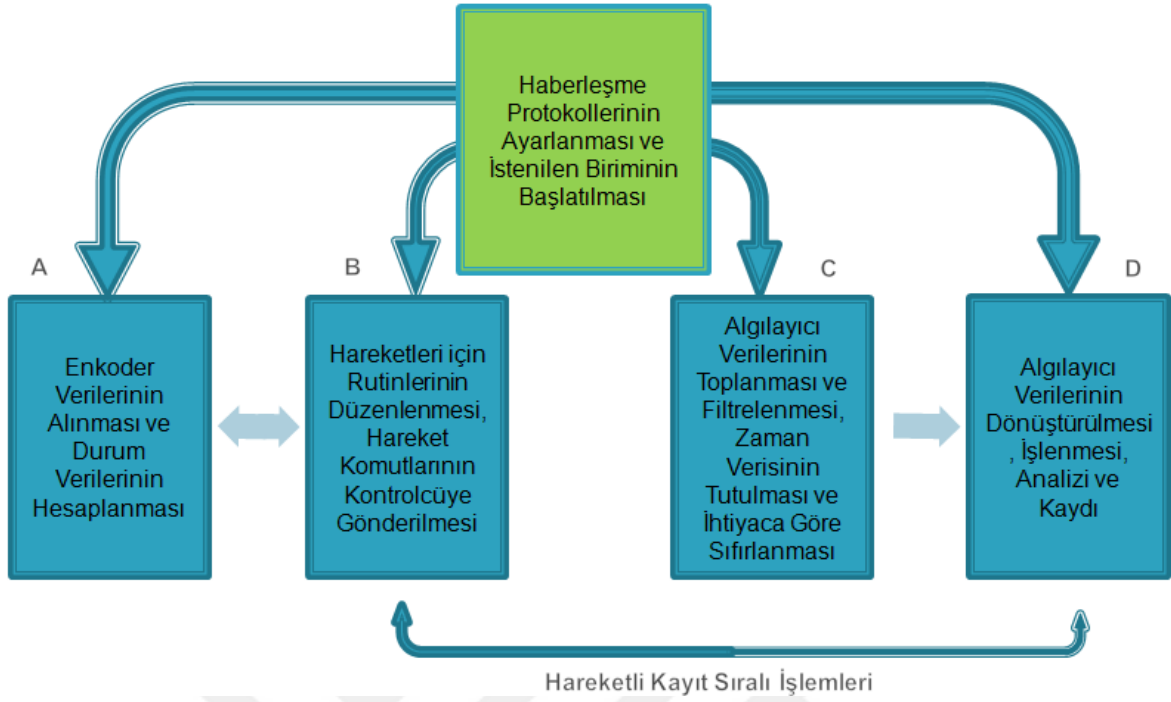 Haberleşme
Protokollerinin
Ayarlanması ve
İstenilen Biriminin
Başlatılması
A
B
C
D
Enkoder
Verilerinin
Alınması ve
Durum
Verilerinin
Hesaplanması
Hareketleri için
Rutinlerinin
Düzenlenmesi,
Hareket
Komutlarının
Kontrolcüye
Gönderilmesi
Algılayıcı
Verilerinin
Toplanması ve
Filtrelenmesi,
Zaman
Verisinin
Tutulması ve
İhtiyaca Göre
Sıfırlanması
Algılayıcı
Verilerinin
Dönüştürülmesi
, İşlenmesi,
Analizi ve
Kaydı
Hareketli Kayıt Sıralı İşlemleri